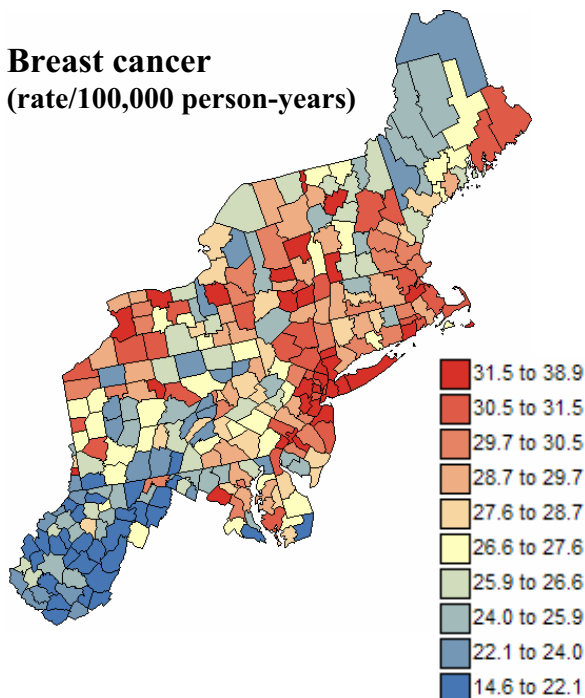 Breast cancer
(rate/100,000 person-years)
31.5 to 38.9
30.5 to 31.5
29.7 to 30.5
28.7 to 29.7
27.6 to 28.7
26.6 to 27.6
25.9 to 26.6
24.0 to 25.9
22.1 to 24.0
14.6 to 22.1